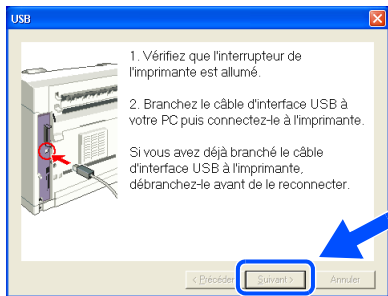 USB
1. Vérifiez que l'interrupteur de
l'imprimante est allumé.
2. Branchez le câble d'interface USB à
votre PC puis connectez-le à l'imprimante.
Si vous avez déjà branché le câble
d'interface USB à l'imprimante,
débranchez-le avant de le reconnecter.
< Précéder Suivant > Annuler